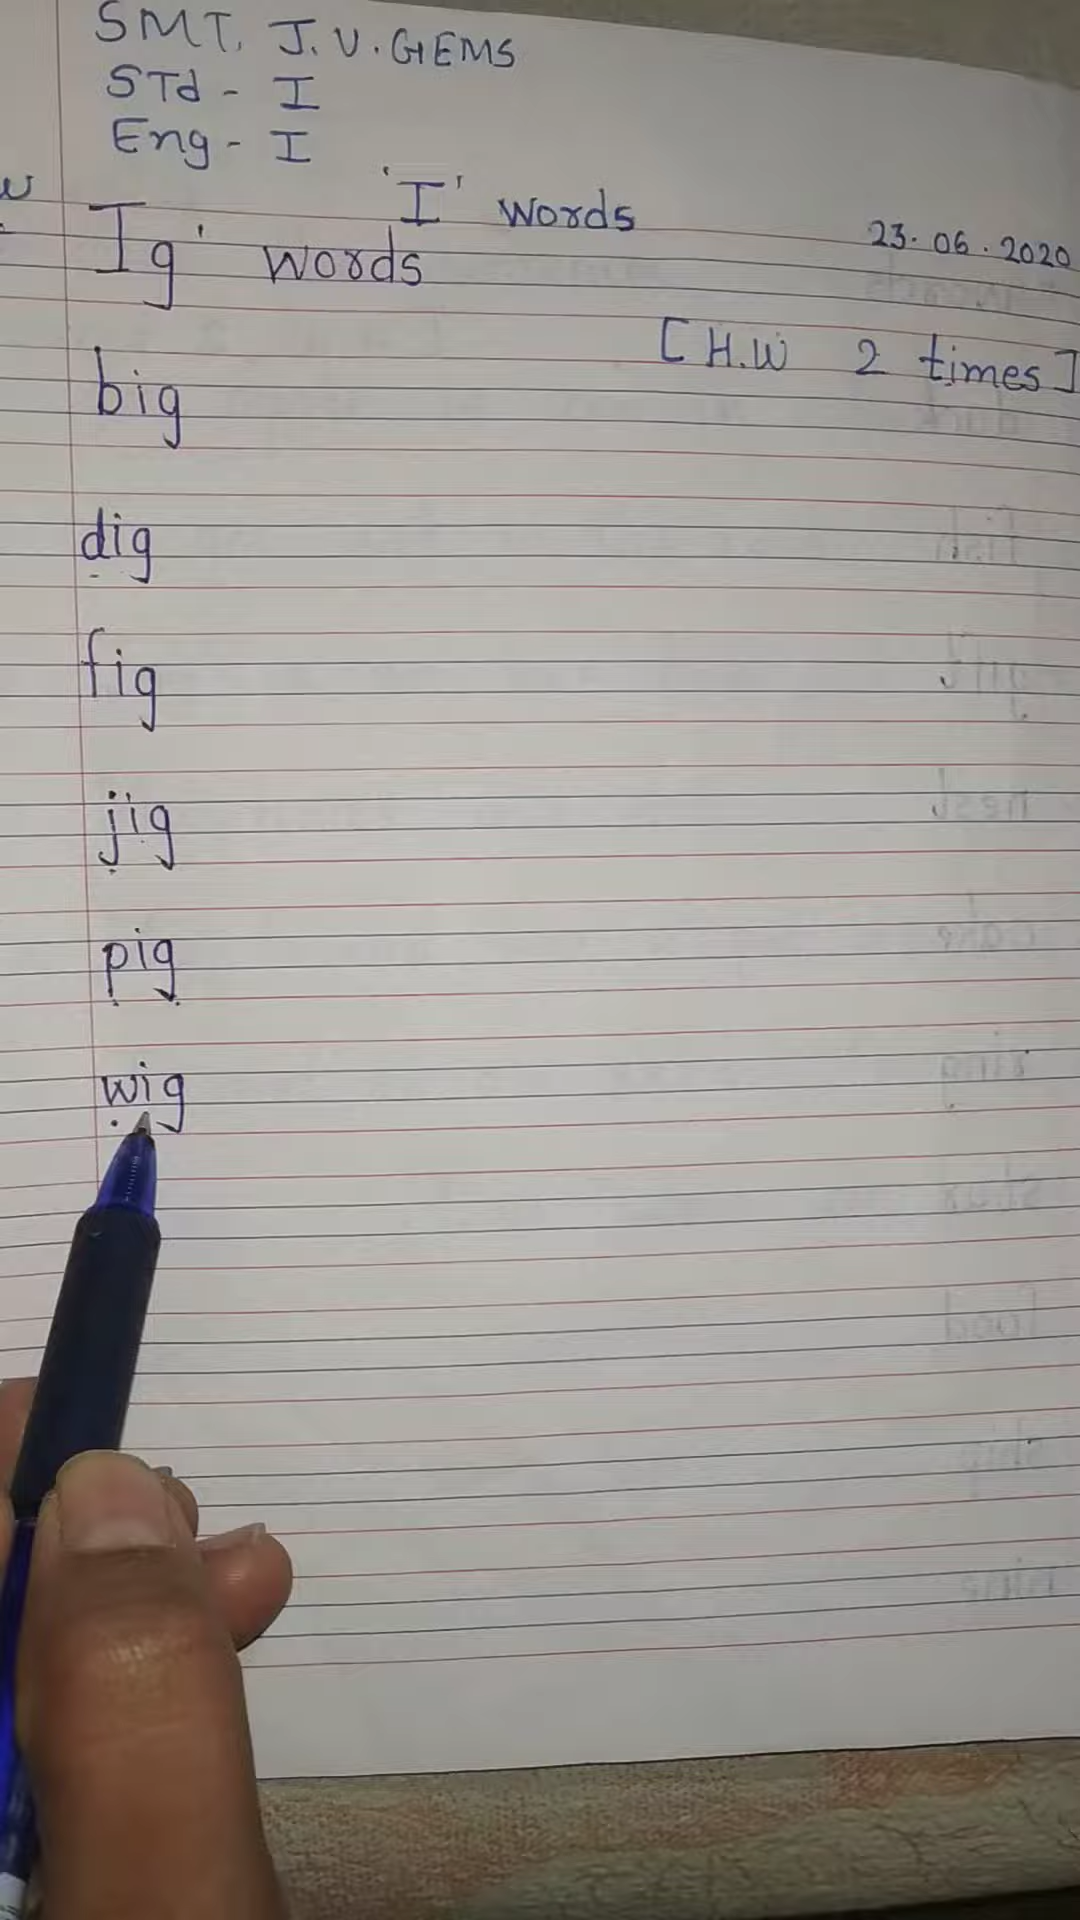 SMT. J.V. GEMS
STd - I
Eng - I
'I' words
23.06.2020
Ig' words
[H.W 2 times]
big
dig
fig
jig
pig
wig